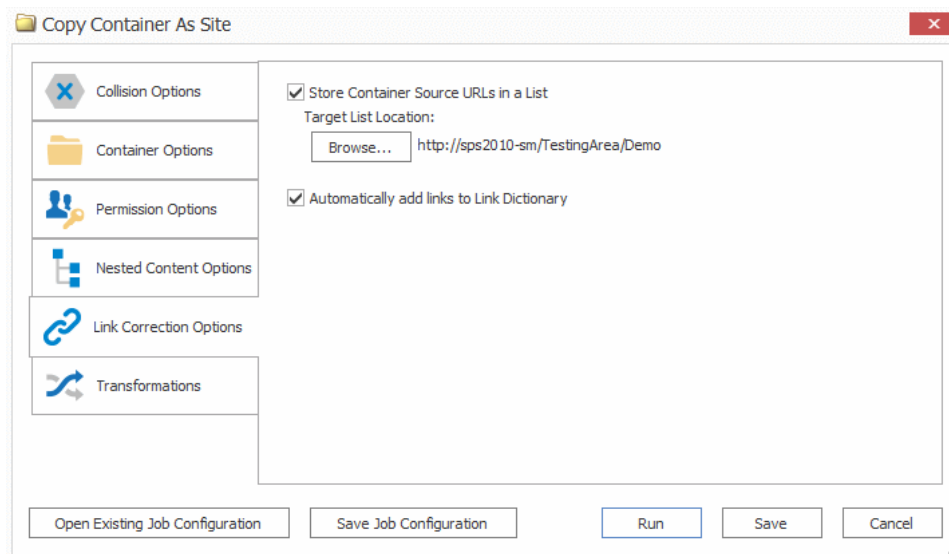 Copy Container As Site
Collision Options
Container Options
Permission Options
Nested Content Options
Link Correction Options
Transformations
Store Container Source URLs in a List
Target List Location:
Browse... http://sps2010-sm/TestingArea/Demo
Automatically add links to Link Dictionary
Open Existing Job Configuration Save Job Configuration Run Save Cancel